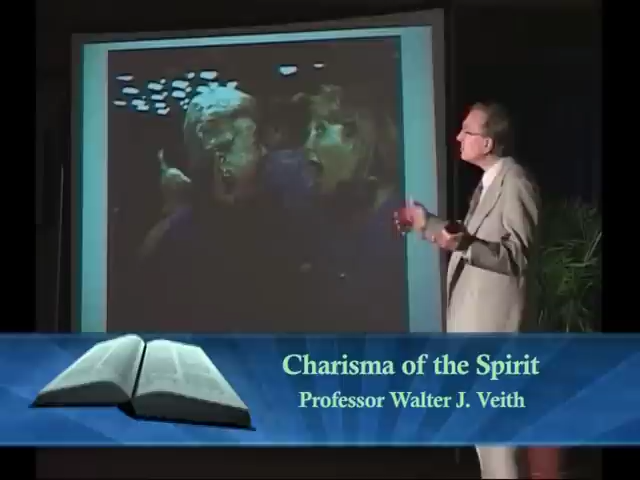 Charisma of the Spirit
Professor Walter J. Veith